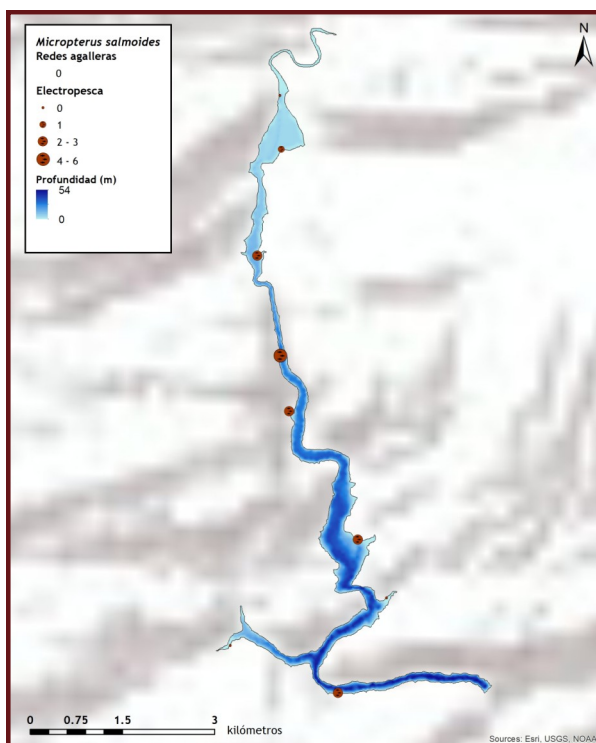 Micropterus salmoides
Redes agalleras
0
Electropesca
0
1
2 - 3
4 - 6
Profundidad (m)
54
0
N
0 0.75 1.5 3
kilómetros
Sources: Esri, USGS, NOAA